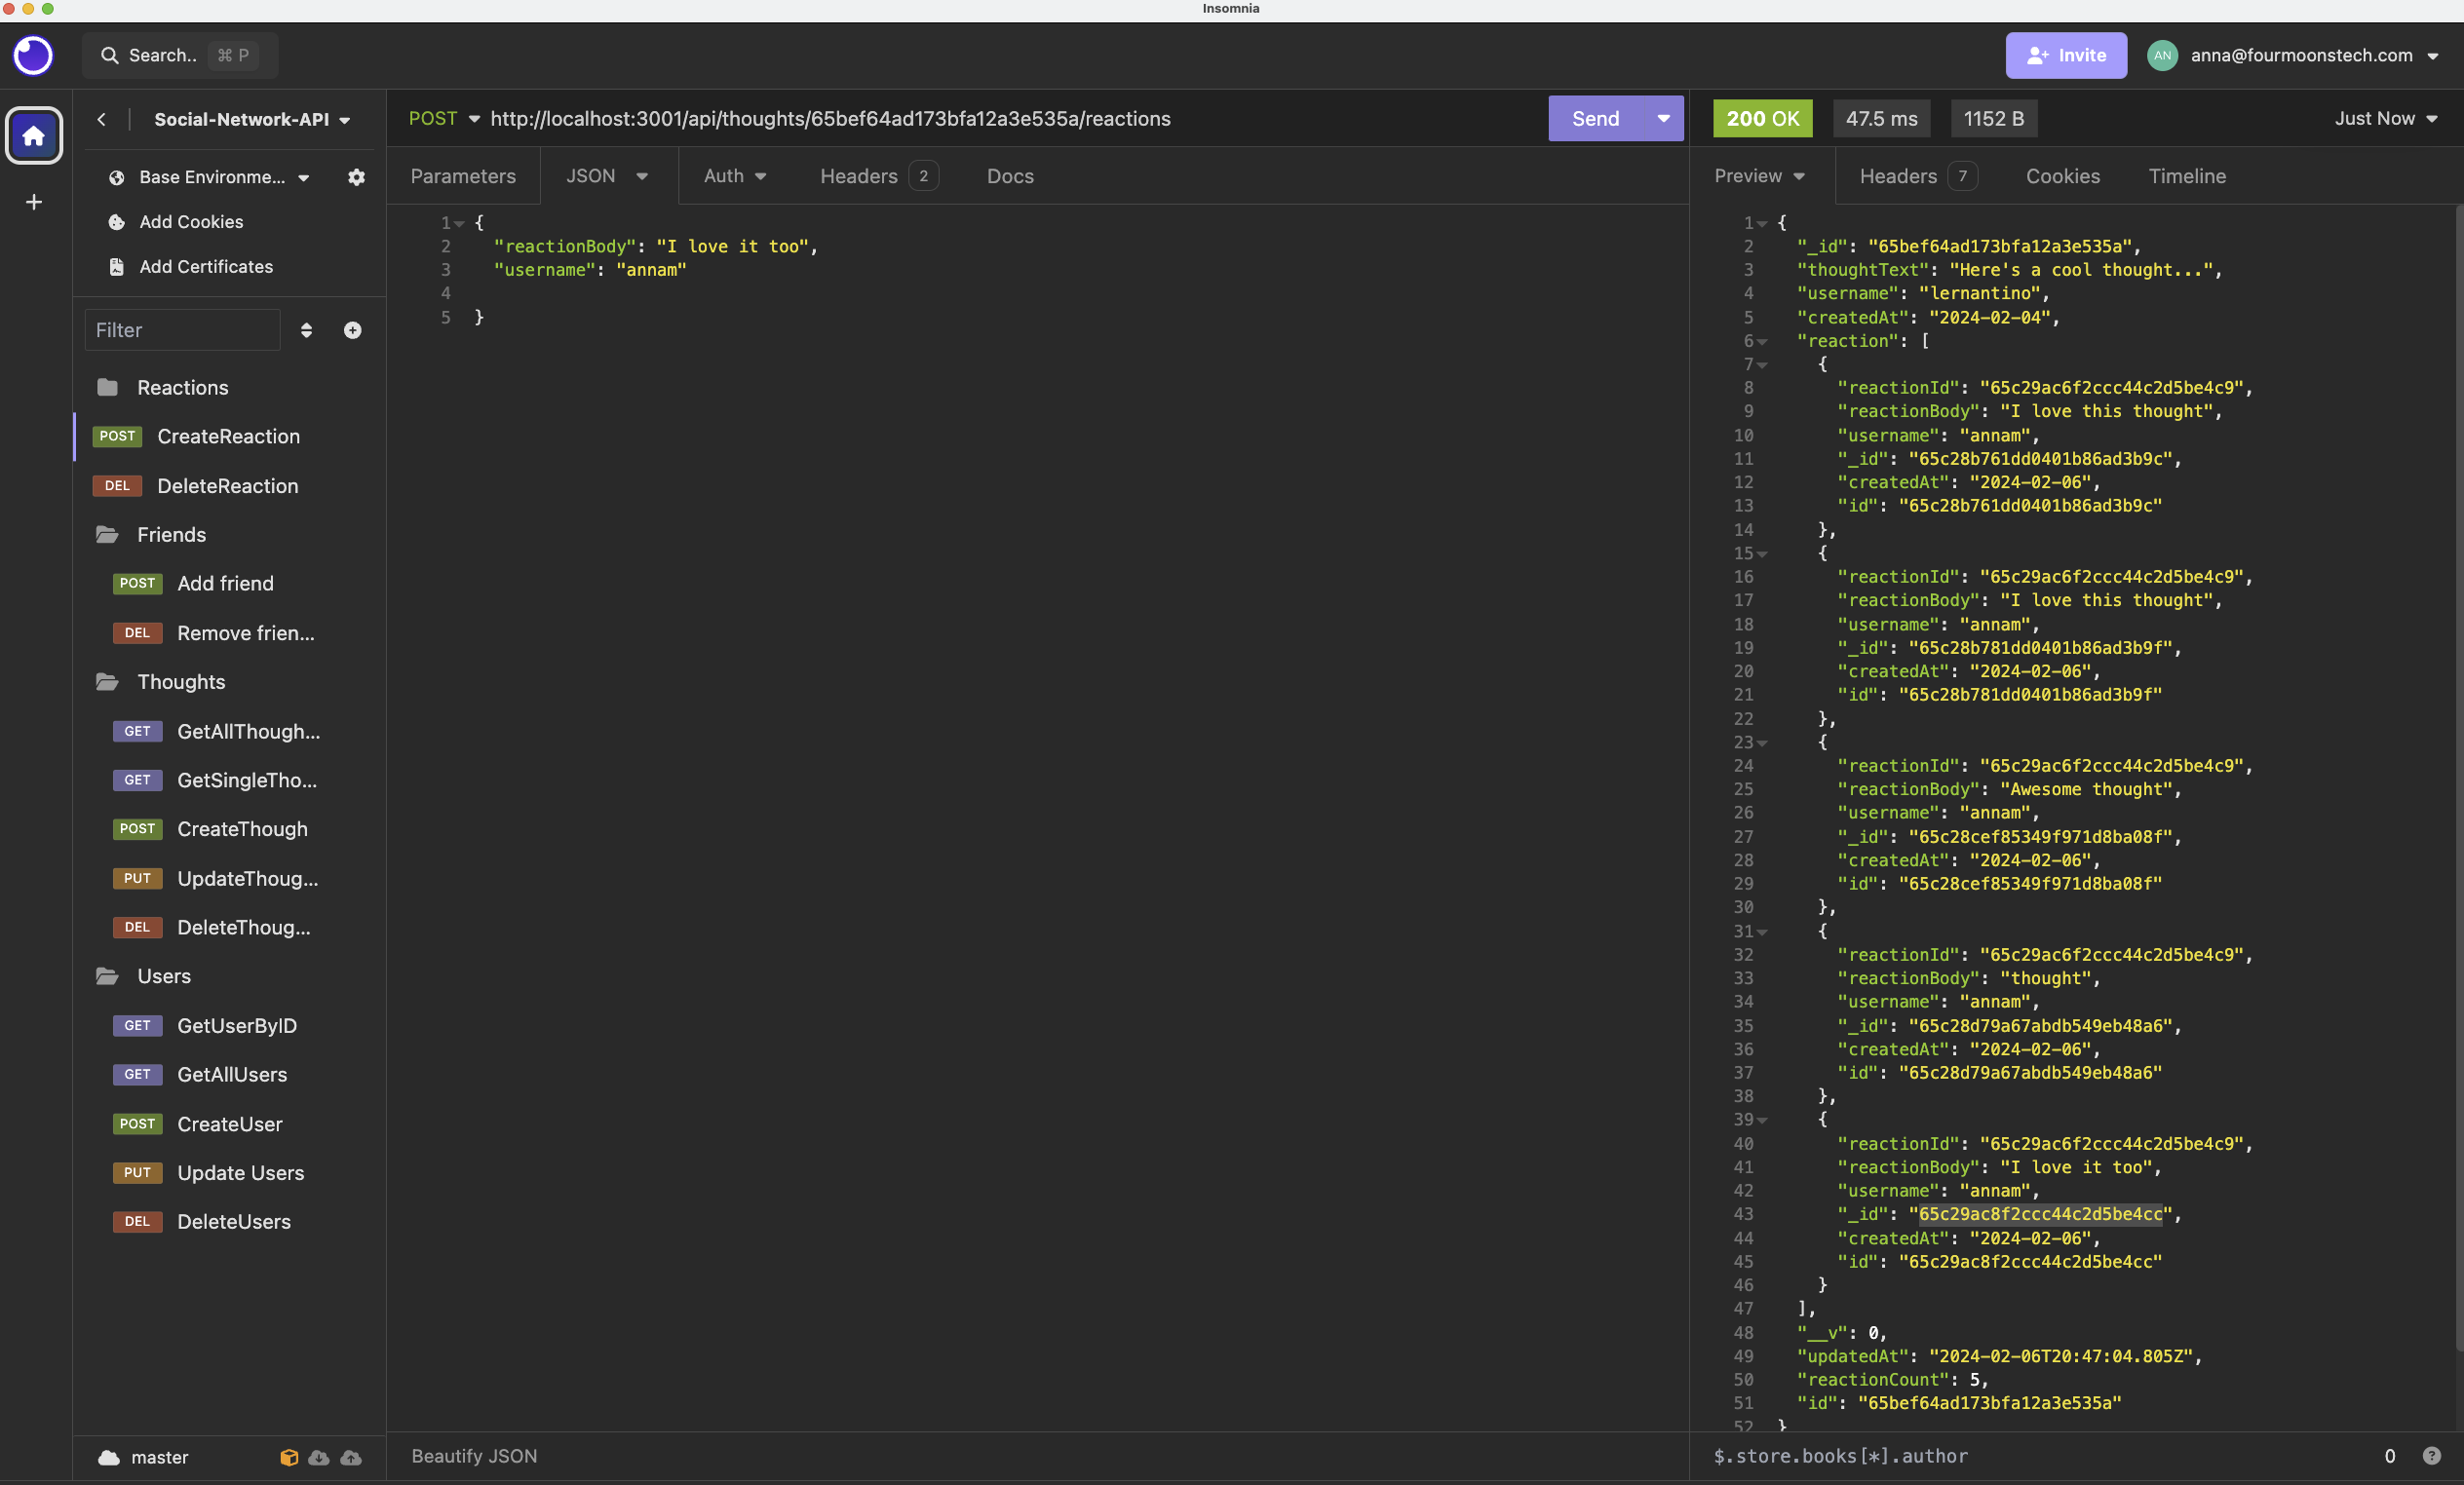 Insomnia
Search.. ⌘ P
Invite
AN anna@fourmoonstech.com
Social-Network-API
Base Environme...
Add Cookies
Add Certificates
Filter
Reactions
POST CreateReaction
DEL DeleteReaction
Friends
POST Add friend
DEL Remove frien...
Thoughts
GET GetAllThough...
GET GetSingleTho...
POST CreateThough
PUT UpdateThoug...
DEL DeleteThoug...
Users
GET GetUserByID
GET GetAllUsers
POST CreateUser
PUT Update Users
DEL DeleteUsers
master
POST http://localhost:3001/api/thoughts/65bef64ad173bfa12a3e535a/reactions Send
Parameters JSON Auth Headers 2 Docs
1 {
2 "reactionBody": "I love it too",
3 "username": "annam"
4
5 }
Beautify JSON
200 OK 47.5 ms 1152 B Just Now
Preview Headers 7 Cookies Timeline
1 {
2 "_id": "65bef64ad173bfa12a3e535a",
3 "thoughtText": "Here's a cool thought...",
4 "username": "lernantino",
5 "createdAt": "2024-02-04",
6 "reaction": [
7 {
8 "reactionId": "65c29ac6f2ccc44c2d5be4c9",
9 "reactionBody": "I love this thought",
10 "username": "annam",
11 "_id": "65c28b761dd0401b86ad3b9c",
12 "createdAt": "2024-02-06",
13 "id": "65c28b761dd0401b86ad3b9c"
14 },
15 {
16 "reactionId": "65c29ac6f2ccc44c2d5be4c9",
17 "reactionBody": "I love this thought",
18 "username": "annam",
19 "_id": "65c28b781dd0401b86ad3b9f",
20 "createdAt": "2024-02-06",
21 "id": "65c28b781dd0401b86ad3b9f"
22 },
23 {
24 "reactionId": "65c29ac6f2ccc44c2d5be4c9",
25 "reactionBody": "Awesome thought",
26 "username": "annam",
27 "_id": "65c28cef85349f971d8ba08f",
28 "createdAt": "2024-02-06",
29 "id": "65c28cef85349f971d8ba08f"
30 },
31 {
32 "reactionId": "65c29ac6f2ccc44c2d5be4c9",
33 "reactionBody": "thought",
34 "username": "annam",
35 "_id": "65c28d79a67abdb549eb48a6",
36 "createdAt": "2024-02-06",
37 "id": "65c28d79a67abdb549eb48a6"
38 },
39 {
40 "reactionId": "65c29ac6f2ccc44c2d5be4c9",
41 "reactionBody": "I love it too",
42 "username": "annam",
43 "_id": "65c29ac8f2ccc44c2d5be4cc",
44 "createdAt": "2024-02-06",
45 "id": "65c29ac8f2ccc44c2d5be4cc"
46 }
47 ],
48 "__v": 0,
49 "updatedAt": "2024-02-06T20:47:04.805Z",
50 "reactionCount": 5,
51 "id": "65bef64ad173bfa12a3e535a"
52 }
$.store.books[*].author 0 ?